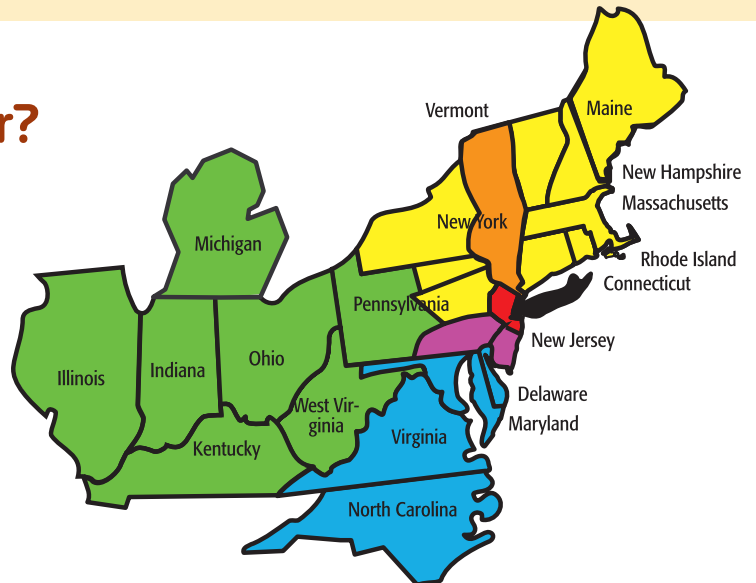 r?
Vermont
Maine
New Hampshire
Massachusetts
New York
Michigan
Rhode Island
Connecticut
Pennsylvania
New Jersey
Ohio
Indiana
Illinois
Delaware
West Vir-
ginia
Maryland
Virginia
Kentucky
North Carolina